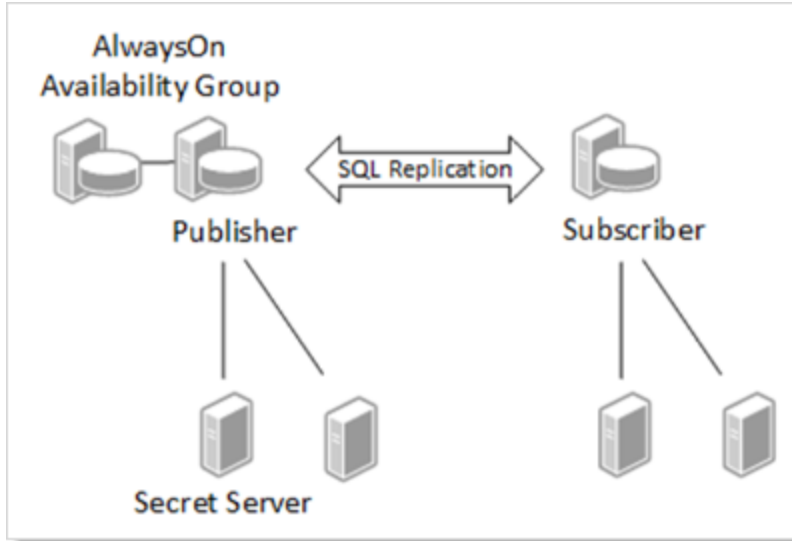 AlwaysOn
Availability Group
SQL Replication
Publisher
Subscriber
Secret Server